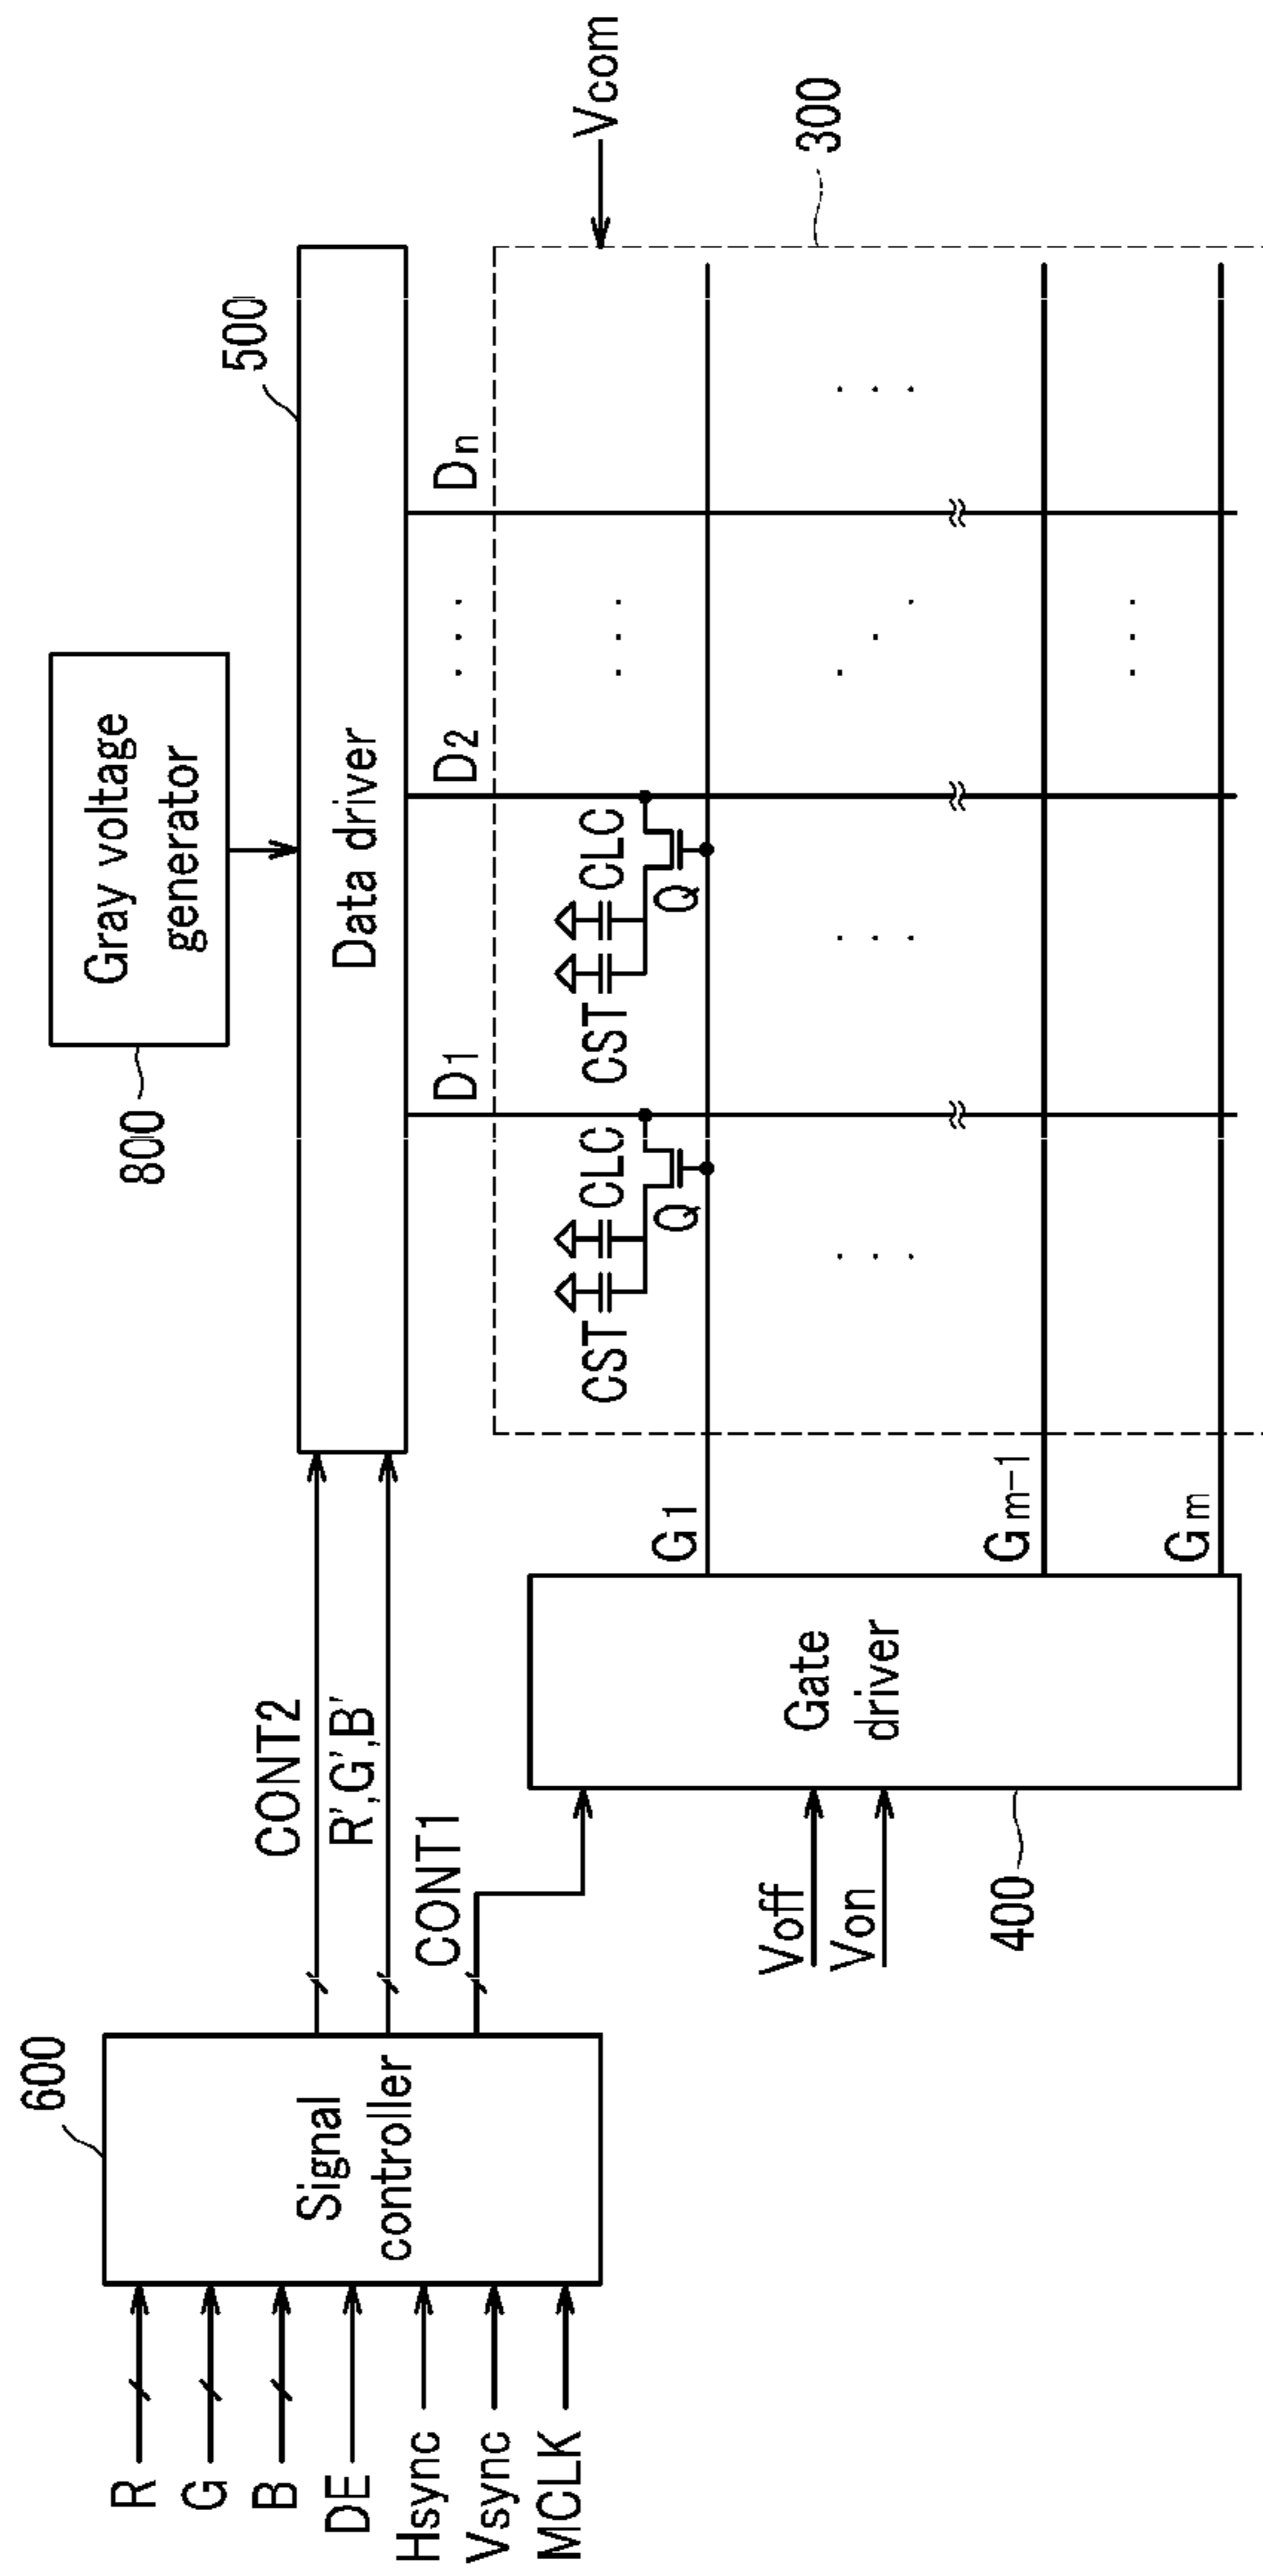 Gray voltage
generator
800
500
Data driver
600
Signal
controller
R
G
B
DE
Hsync
Vsync
MCLK
CONT2
R',G',B'
CONT1
Voff
Von
400
Gate
driver
G1
Gm-1
Gm
D1
D2
Dn
CST
CLC
Q
CST
CLC
Q
Vcom
300